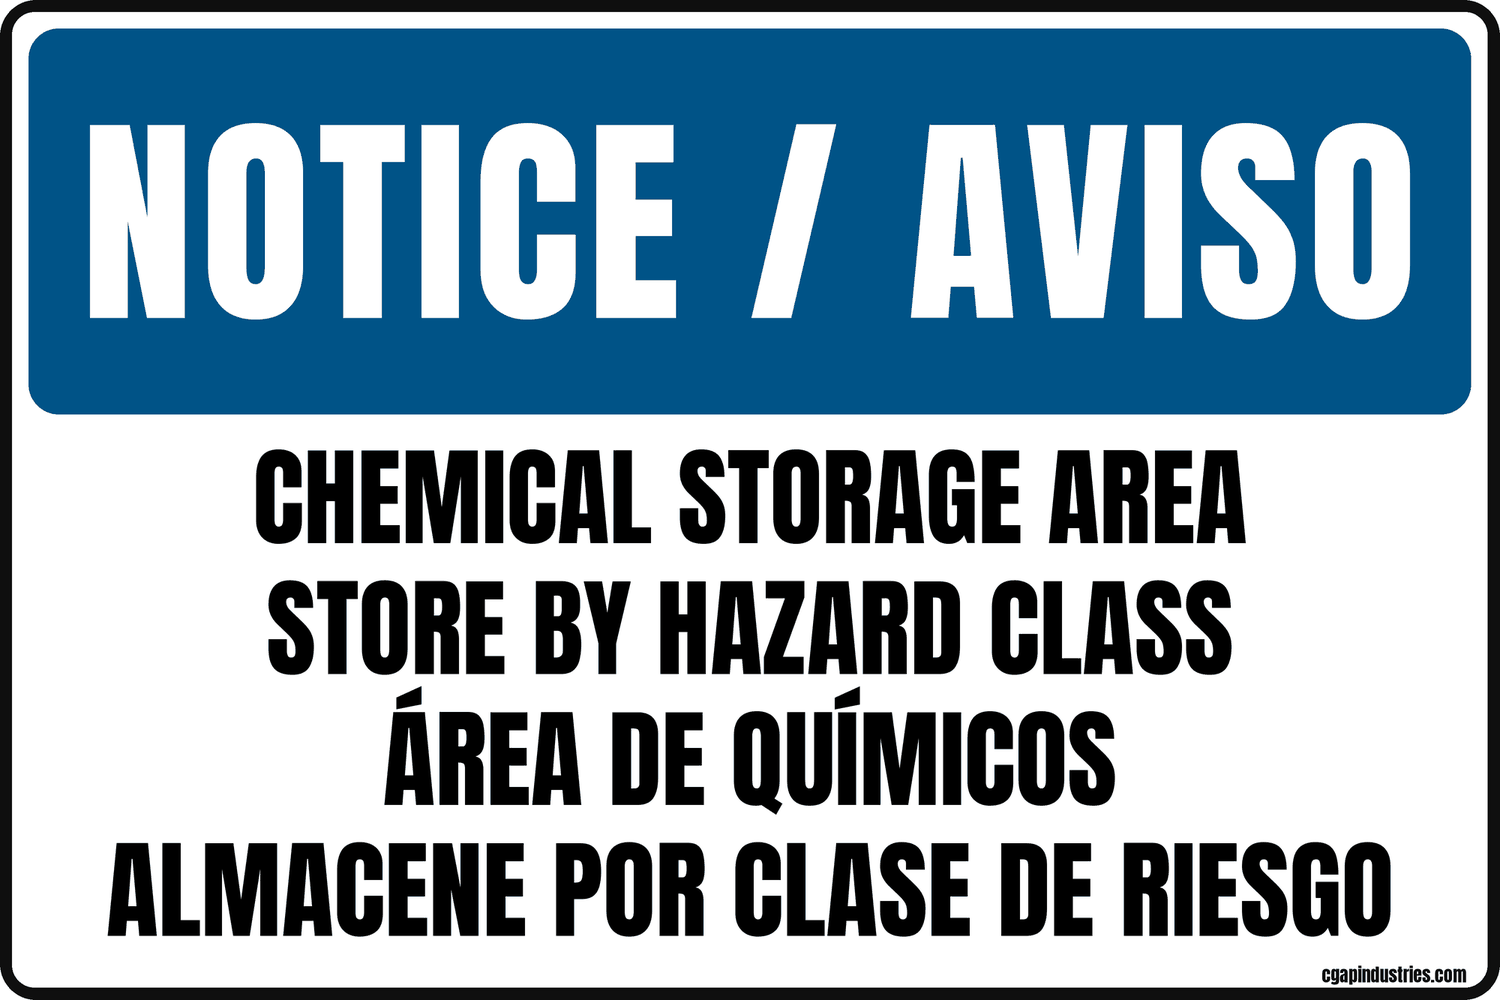 NOTICE / AVISO
CHEMICAL STORAGE AREA
STORE BY HAZARD CLASS
ÁREA DE QUÍMICOS
ALMACENE POR CLASE DE RIESGO
cgapindustries.com